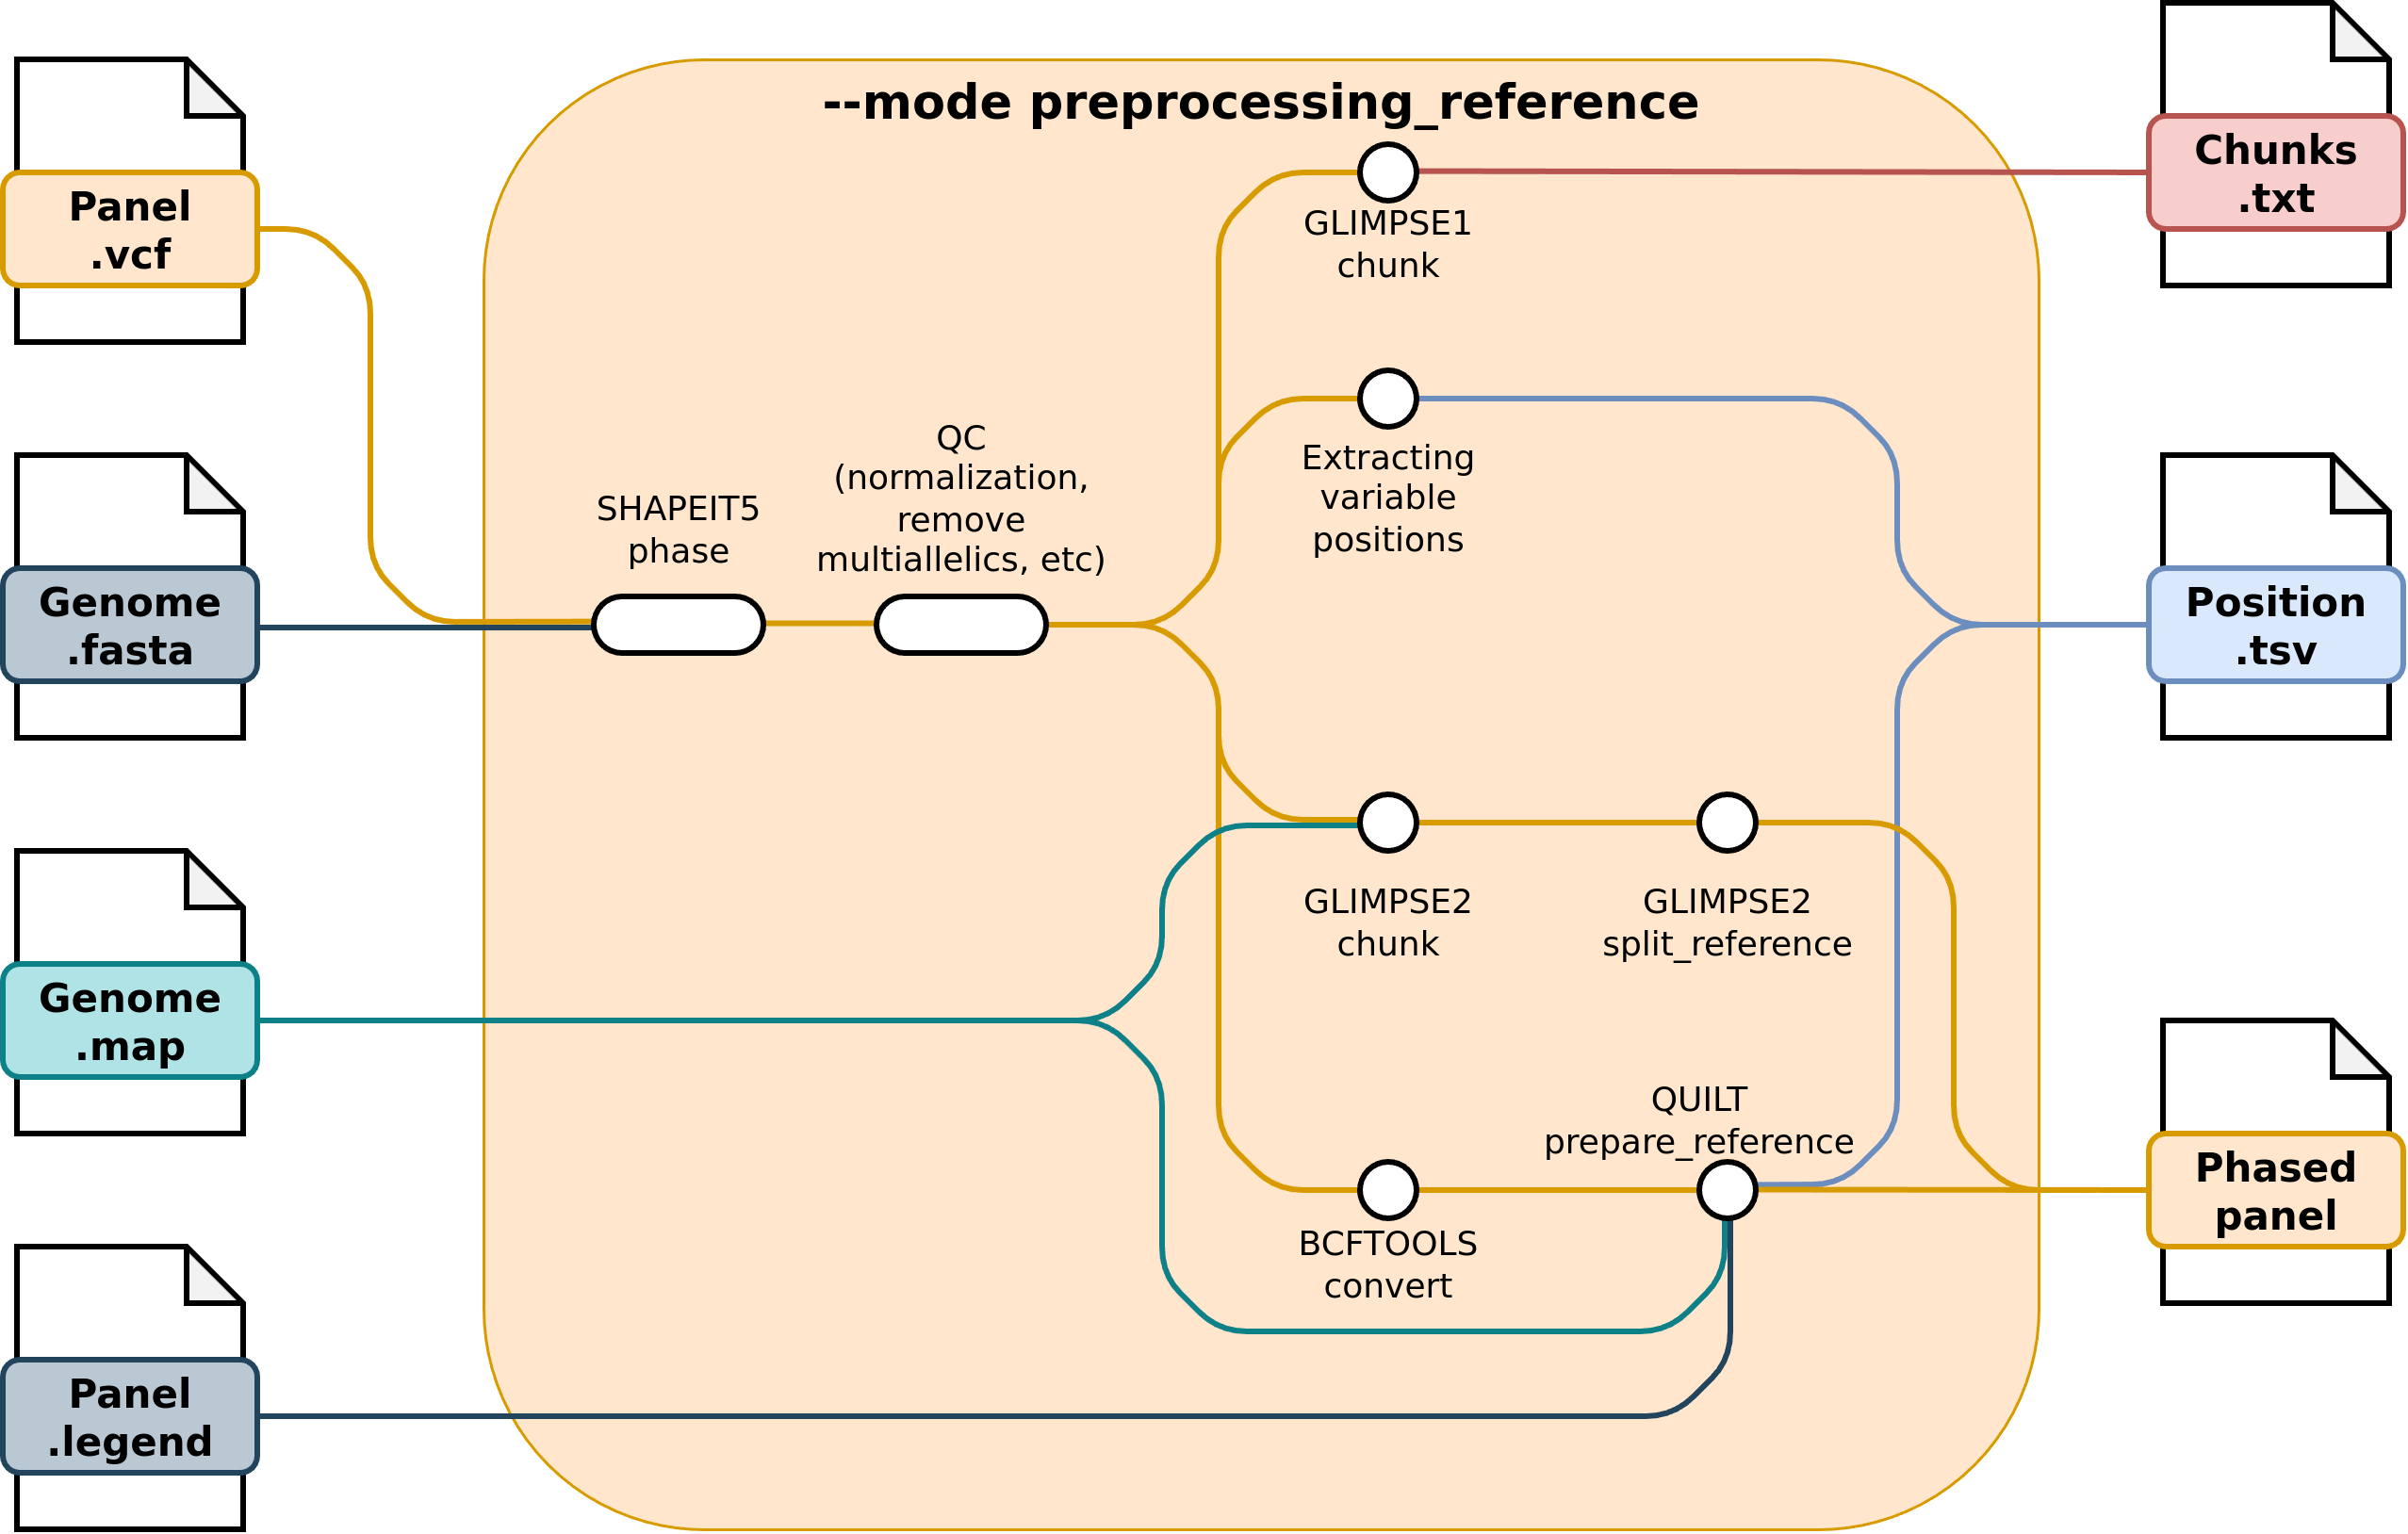 --mode preprocessing_reference
Panel
.vcf
Genome
.fasta
Genome
.map
Panel
.legend
SHAPEIT5
phase
QC
(normalization,
remove
multiallelics, etc)
GLIMPSE1
chunk
Extracting
variable
positions
GLIMPSE2
chunk
GLIMPSE2
split_reference
BCFTOOLS
convert
QUILT
prepare_reference
Chunks
.txt
Position
.tsv
Phased
panel